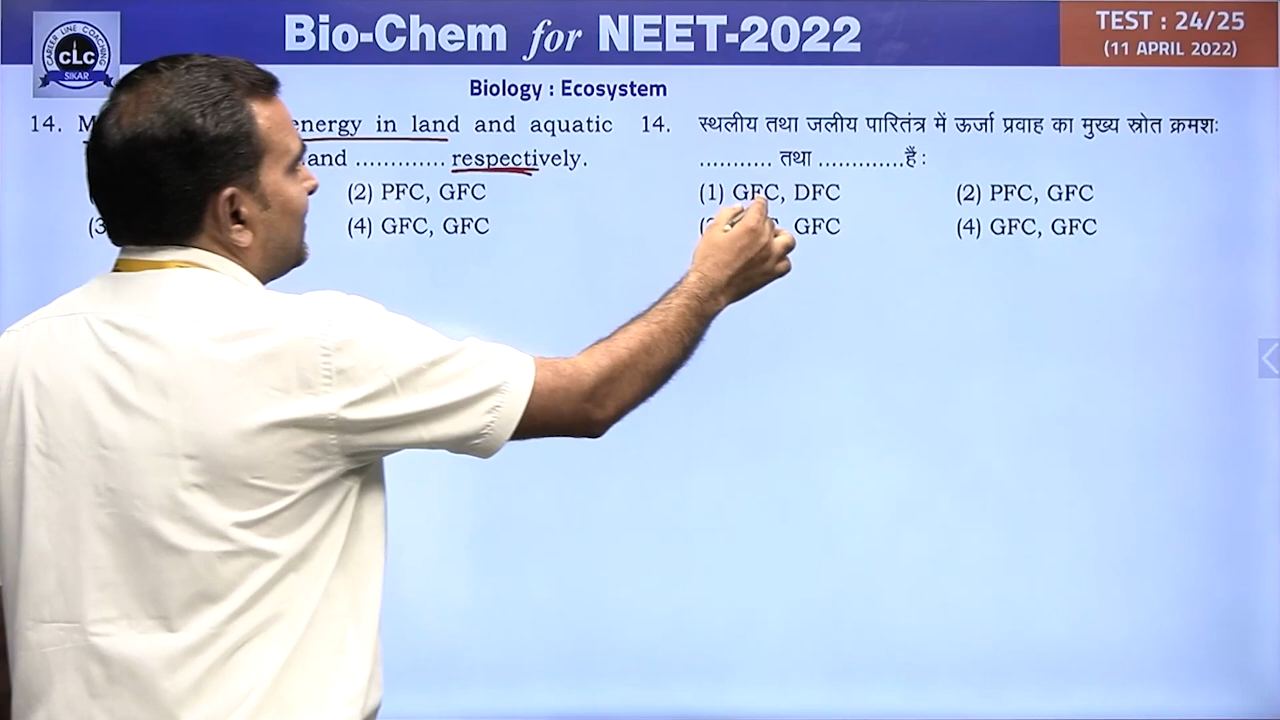 Bio-Chem for NEET-2022
TEST : 24/25
(11 APRIL 2022)
CAREER LINE COACHING
CLC
SIKAR
Biology : Ecosystem
14. energy in land and aquatic
and ............. respectively.
(2) PFC, GFC
(4) GFC, GFC
14. स्थलीय तथा जलीय पारितंत्र में ऊर्जा प्रवाह का मुख्य स्रोत क्रमशः
........... तथा .............हैं :
(1) GFC, DFC (2) PFC, GFC
GFC (4) GFC, GFC